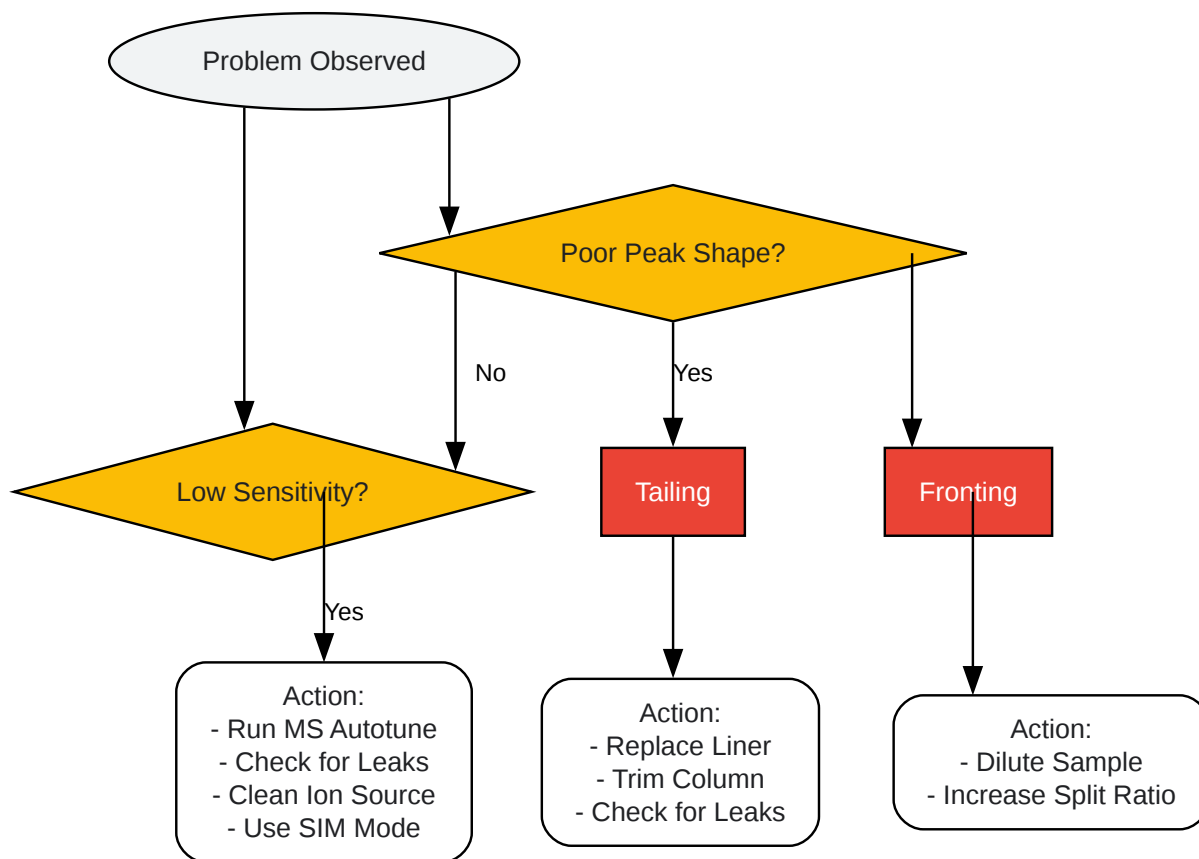 Problem Observed
Poor Peak Shape?
No
Yes
Low Sensitivity?
Tailing
Fronting
Yes
Action:
- Run MS Autotune
- Check for Leaks
- Clean Ion Source
- Use SIM Mode
Action:
- Replace Liner
- Trim Column
- Check for Leaks
Action:
- Dilute Sample
- Increase Split Ratio